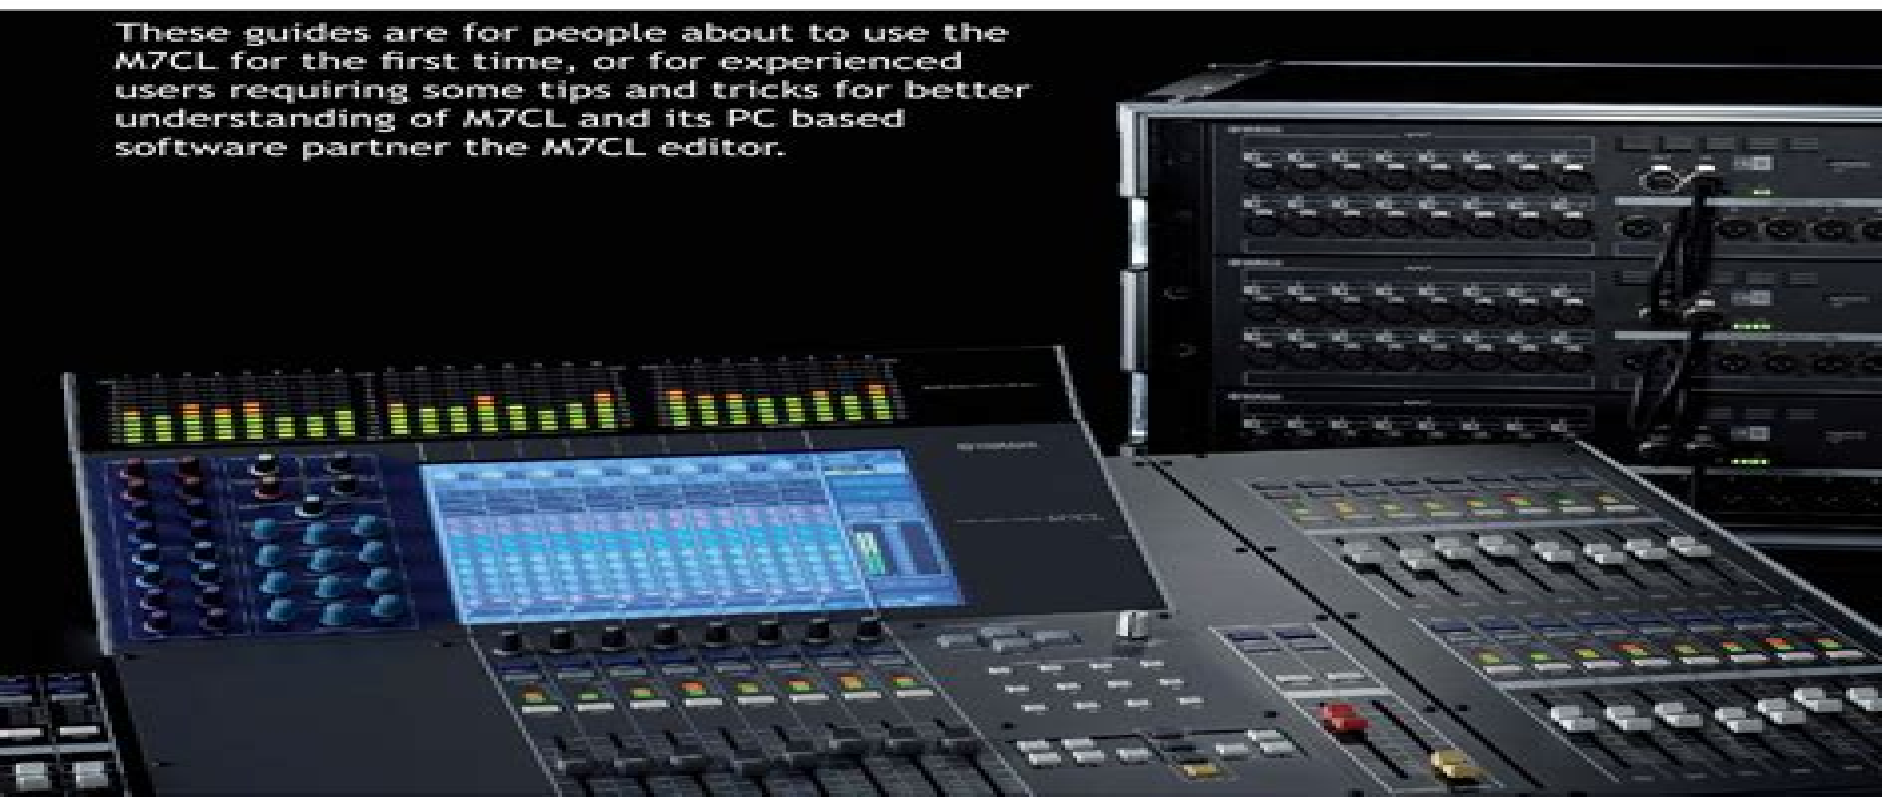 These guides are for people about to use the
M7CL for the first time, or for experienced
users requiring some tips and tricks for better
understanding of M7CL and its PC based
software partner the M7CL editor.
M7CL